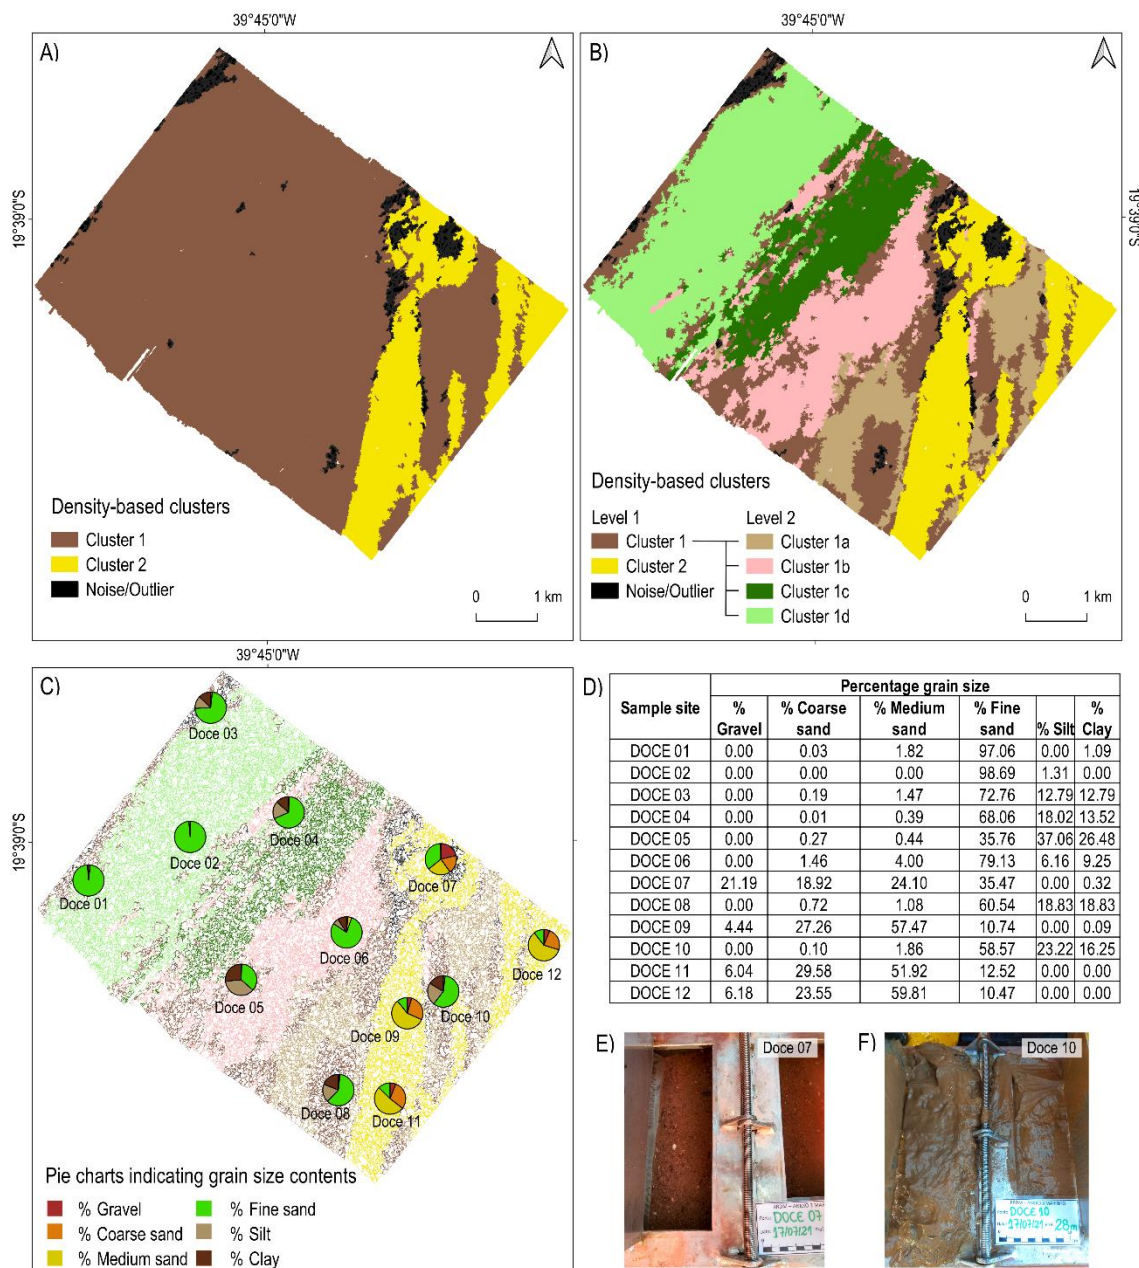 39°45'0"W
39°45'0"W
A)
B)
19°39'0"S
19°39'0"S
Density-based clusters
Cluster 1
Cluster 2
Noise/Outlier
0 1 km
Density-based clusters
Level 1 Level 2
Cluster 1 Cluster 1a
Cluster 2 Cluster 1b
Noise/Outlier Cluster 1c
Cluster 1d
0 1 km
39°45'0"W
C)
19°39'0"S
Doce 03
Doce 04
Doce 02
Doce 01
Doce 07
Doce 06
Doce 12
Doce 05
Doce 10
Doce 09
Doce 08
Doce 11
Pie charts indicating grain size contents
% Gravel % Fine sand
% Coarse sand % Silt
% Medium sand % Clay
D)
Percentage grain size
Sample site % Gravel % Coarse sand % Medium sand % Fine sand % Silt % Clay
DOCE 01 0.00 0.03 1.82 97.06 0.00 1.09
DOCE 02 0.00 0.00 0.00 98.69 1.31 0.00
DOCE 03 0.00 0.19 1.47 72.76 12.79 12.79
DOCE 04 0.00 0.01 0.39 68.06 18.02 13.52
DOCE 05 0.00 0.27 0.44 35.76 37.06 26.48
DOCE 06 0.00 1.46 4.00 79.13 6.16 9.25
DOCE 07 21.19 18.92 24.10 35.47 0.00 0.32
DOCE 08 0.00 0.72 1.08 60.54 18.83 18.83
DOCE 09 4.44 27.26 57.47 10.74 0.00 0.09
DOCE 10 0.00 0.10 1.86 58.57 23.22 16.25
DOCE 11 6.04 29.58 51.92 12.52 0.00 0.00
DOCE 12 6.18 23.55 59.81 10.47 0.00 0.00
E)
Doce 07
DOCE 07
17/07/21
F)
Doce 10
DOCE 10
17/07/21 28m